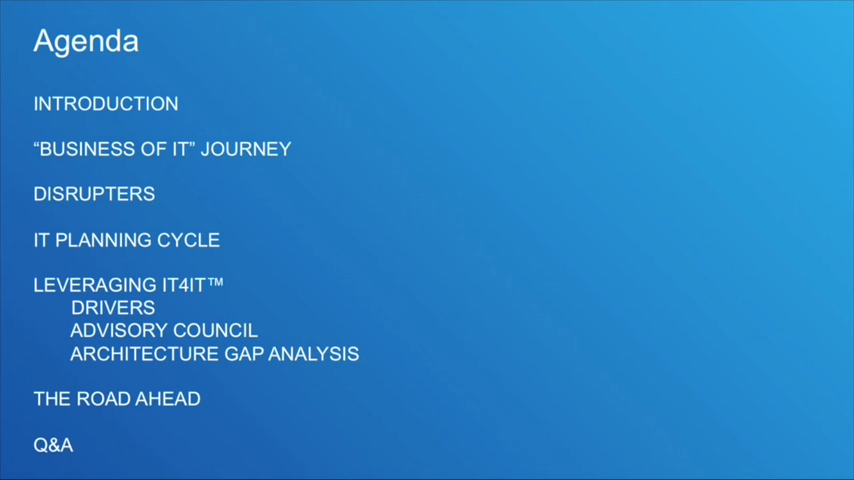 Agenda
INTRODUCTION
“BUSINESS OF IT” JOURNEY
DISRUPTERS
IT PLANNING CYCLE
LEVERAGING IT4IT™
DRIVERS
ADVISORY COUNCIL
ARCHITECTURE GAP ANALYSIS
THE ROAD AHEAD
Q&A